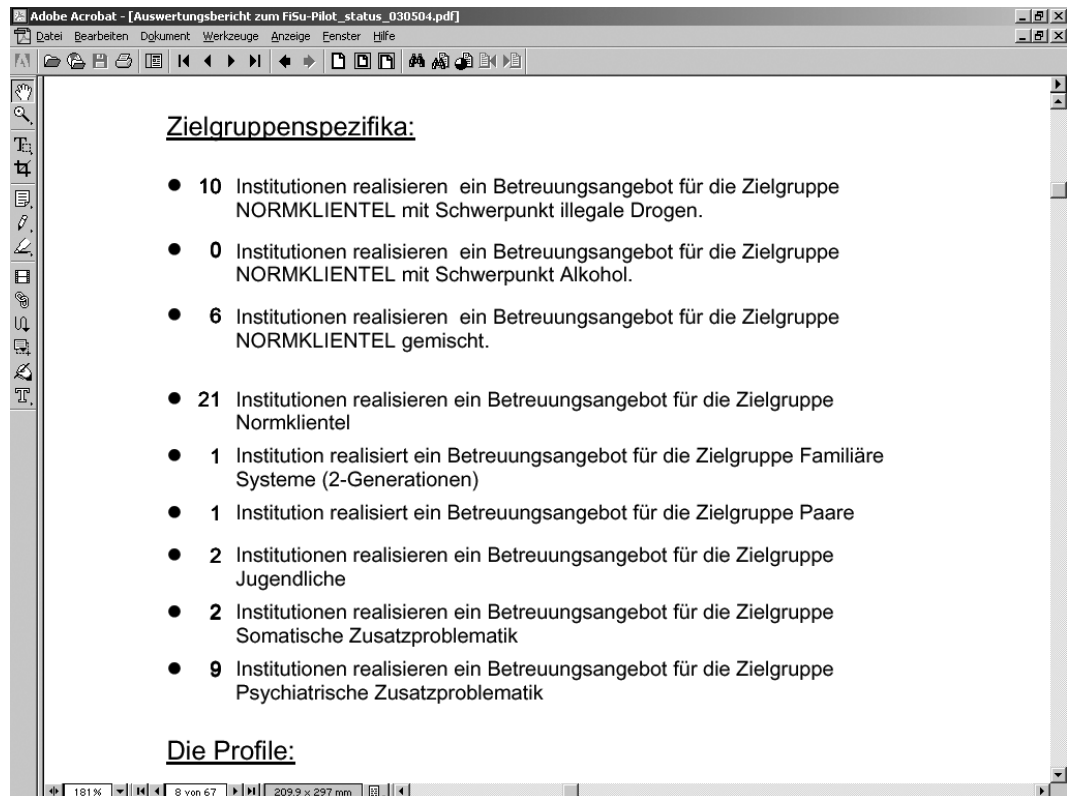 Adobe Acrobat - [Auswertungsbericht zum FiSu-Pilot_status_030504.pdf]
Datei Bearbeiten Dokument Werkzeuge Anzeige Fenster Hilfe
Zielgruppenspezifika:
● 10 Institutionen realisieren ein Betreuungsangebot für die Zielgruppe
NORMKLIENTEL mit Schwerpunkt illegale Drogen.
● 0 Institutionen realisieren ein Betreuungsangebot für die Zielgruppe
NORMKLIENTEL mit Schwerpunkt Alkohol.
● 6 Institutionen realisieren ein Betreuungsangebot für die Zielgruppe
NORMKLIENTEL gemischt.
● 21 Institutionen realisieren ein Betreuungsangebot für die Zielgruppe
Normklientel
● 1 Institution realisiert ein Betreuungsangebot für die Zielgruppe Familiäre
Systeme (2-Generationen)
● 1 Institution realisiert ein Betreuungsangebot für die Zielgruppe Paare
● 2 Institutionen realisieren ein Betreuungsangebot für die Zielgruppe
Jugendliche
● 2 Institutionen realisieren ein Betreuungsangebot für die Zielgruppe
Somatische Zusatzproblematik
● 9 Institutionen realisieren ein Betreuungsangebot für die Zielgruppe
Psychiatrische Zusatzproblematik
Die Profile:
181% 8 von 67 209.9 x 297 mm